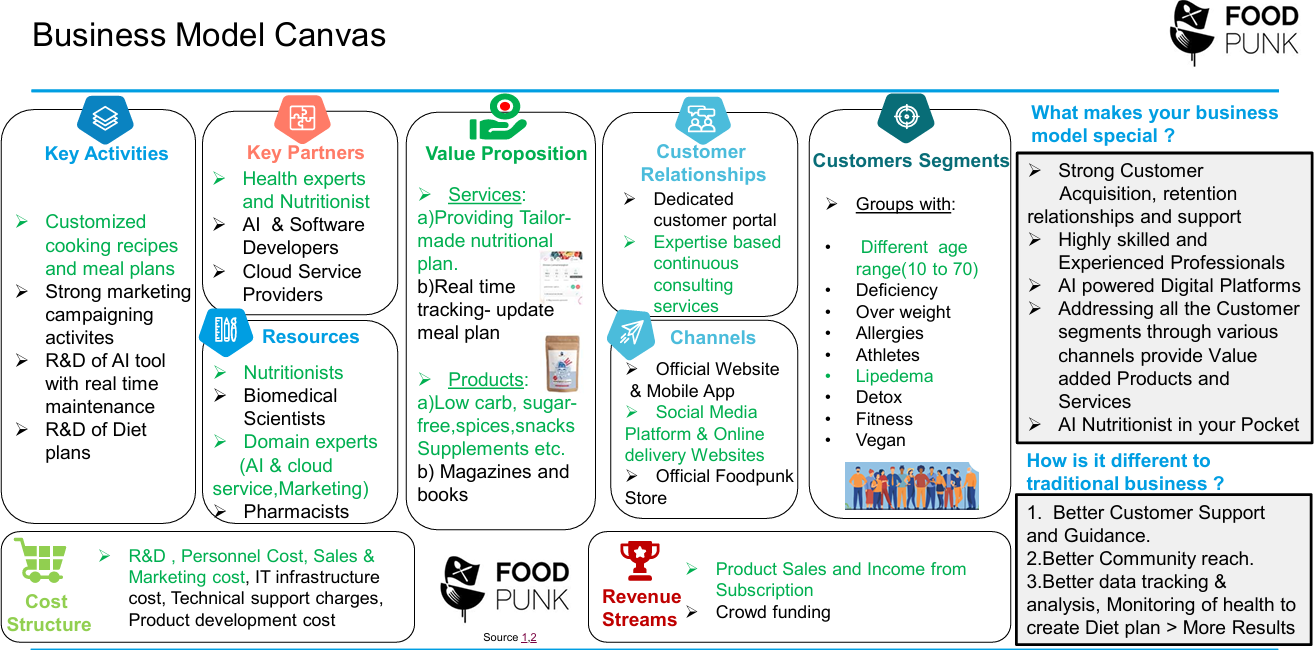 Business Model Canvas
FOOD
PUNK
Key Activities
➢ Customized
cooking recipes
and meal plans
➢ Strong marketing
campaigning
activites
➢ R&D of AI tool
with real time
maintenance
➢ R&D of Diet
plans
Key Partners
➢ Health experts
and Nutritionist
➢ AI & Software
Developers
➢ Cloud Service
Providers
Resources
➢ Nutritionists
➢ Biomedical
Scientists
➢ Domain experts
(AI & cloud
service,Marketing)
➢ Pharmacists
Value Proposition
➢ Services:
a)Providing Tailor-
made nutritional
plan.
b)Real time
tracking- update
meal plan
➢ Products:
a)Low carb, sugar-
free,spices,snacks
Supplements etc.
b) Magazines and
books
Customer
Relationships
➢ Dedicated
customer portal
➢ Expertise based
continuous
consulting
services
Channels
➢ Official Website
& Mobile App
➢ Social Media
Platform & Online
delivery Websites
➢ Official Foodpunk
Store
Customers Segments
➢ Groups with:
• Different age
range(10 to 70)
• Deficiency
• Over weight
• Allergies
• Athletes
• Lipedema
• Detox
• Fitness
• Vegan
What makes your business
model special ?
➢ Strong Customer
Acquisition, retention
relationships and support
➢ Highly skilled and
Experienced Professionals
➢ AI powered Digital Platforms
➢ Addressing all the Customer
segments through various
channels provide Value
added Products and
Services
➢ AI Nutritionist in your Pocket
How is it different to
traditional business ?
1. Better Customer Support
and Guidance.
2.Better Community reach.
3.Better data tracking &
analysis, Monitoring of health to
create Diet plan > More Results
Cost
Structure
➢ R&D , Personnel Cost, Sales &
Marketing cost, IT infrastructure
cost, Technical support charges,
Product development cost
FOOD
PUNK
Source 1,2
Revenue
Streams
➢ Product Sales and Income from
Subscription
➢ Crowd funding